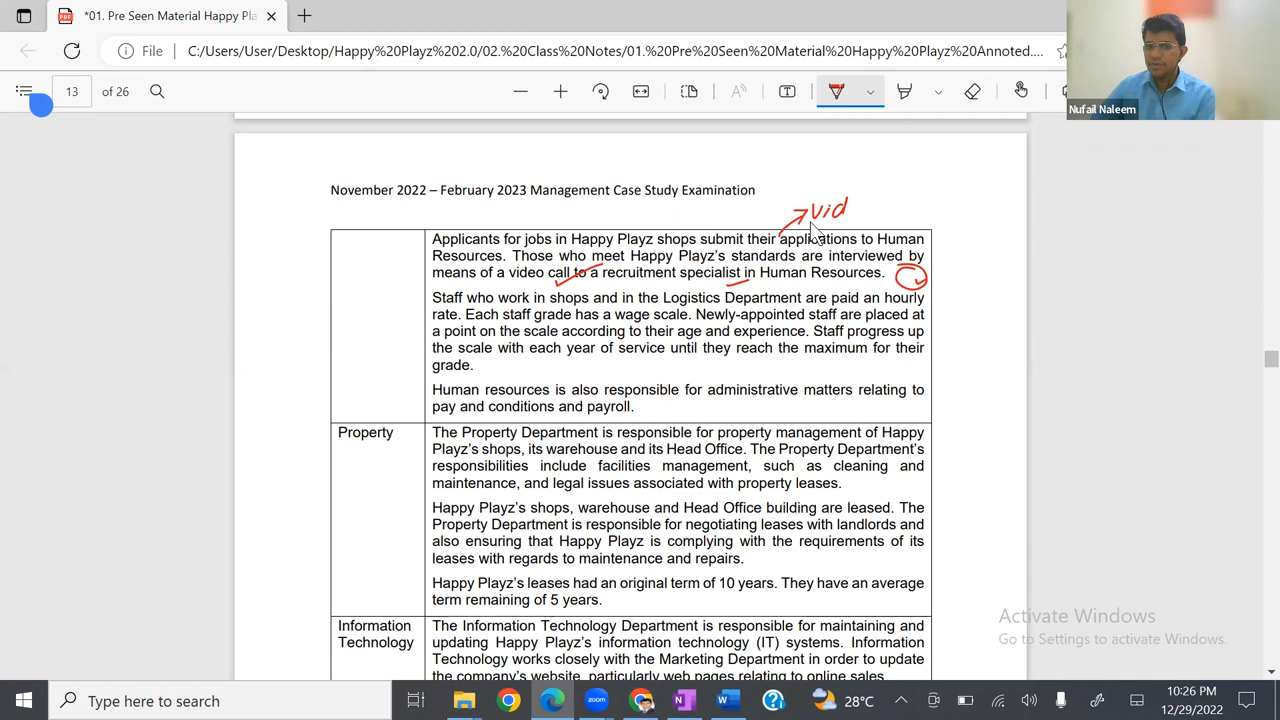 *01. Pre Seen Material Happy Pla
File
C:/Users/User/Desktop/Happy%20Playz%202.0/02.%20Class%20Notes/01.%20Pre%20Seen%20Material%20Happy%20Playz%20Annoted....
13 of 26
Nufail Naleem
November 2022 – February 2023 Management Case Study Examination
Vid
Applicants for jobs in Happy Playz shops submit their applications to Human
Resources. Those who meet Happy Playz's standards are interviewed by
means of a video call to a recruitment specialist in Human Resources.
Staff who work in shops and in the Logistics Department are paid an hourly
rate. Each staff grade has a wage scale. Newly-appointed staff are placed at
a point on the scale according to their age and experience. Staff progress up
the scale with each year of service until they reach the maximum for their
grade.
Human resources is also responsible for administrative matters relating to
pay and conditions and payroll.
Property
The Property Department is responsible for property management of Happy
Playz's shops, its warehouse and its Head Office. The Property Department's
responsibilities include facilities management, such as cleaning and
maintenance, and legal issues associated with property leases.
Happy Playz's shops, warehouse and Head Office building are leased. The
Property Department is responsible for negotiating leases with landlords and
also ensuring that Happy Playz is complying with the requirements of its
leases with regards to maintenance and repairs.
Happy Playz's leases had an original term of 10 years. They have an average
term remaining of 5 years.
Information
Technology
The Information Technology Department is responsible for maintaining and
updating Happy Playz's information technology (IT) systems. Information
Technology works closely with the Marketing Department in order to update
the company's website, particularly web pages relating to online sales
Activate Windows
Go to Settings to activate Windows.
Type here to search
28°C
10:26 PM
12/29/2022